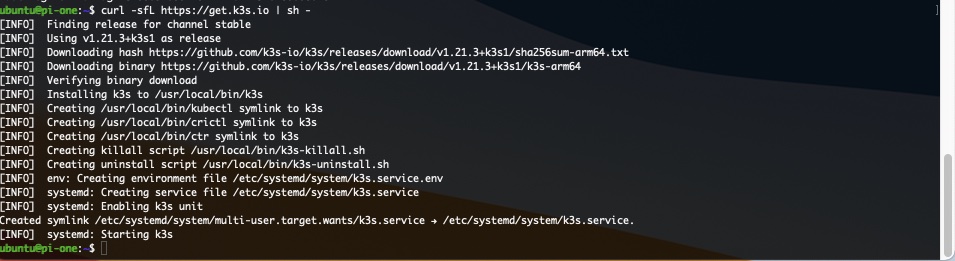 ubuntu@pi-one:~$ curl -sfL https://get.k3s.io | sh -
[INFO]  Finding release for channel stable
[INFO]  Using v1.21.3+k3s1 as release
[INFO]  Downloading hash https://github.com/k3s-io/k3s/releases/download/v1.21.3+k3s1/sha256sum-arm64.txt
[INFO]  Downloading binary https://github.com/k3s-io/k3s/releases/download/v1.21.3+k3s1/k3s-arm64
[INFO]  Verifying binary download
[INFO]  Installing k3s to /usr/local/bin/k3s
[INFO]  Creating /usr/local/bin/kubectl symlink to k3s
[INFO]  Creating /usr/local/bin/crictl symlink to k3s
[INFO]  Creating /usr/local/bin/ctr symlink to k3s
[INFO]  Creating killall script /usr/local/bin/k3s-killall.sh
[INFO]  Creating uninstall script /usr/local/bin/k3s-uninstall.sh
[INFO]  env: Creating environment file /etc/systemd/system/k3s.service.env
[INFO]  systemd: Creating service file /etc/systemd/system/k3s.service
[INFO]  systemd: Enabling k3s unit
Created symlink /etc/systemd/system/multi-user.target.wants/k3s.service → /etc/systemd/system/k3s.service.
[INFO]  systemd: Starting k3s
ubuntu@pi-one:~$